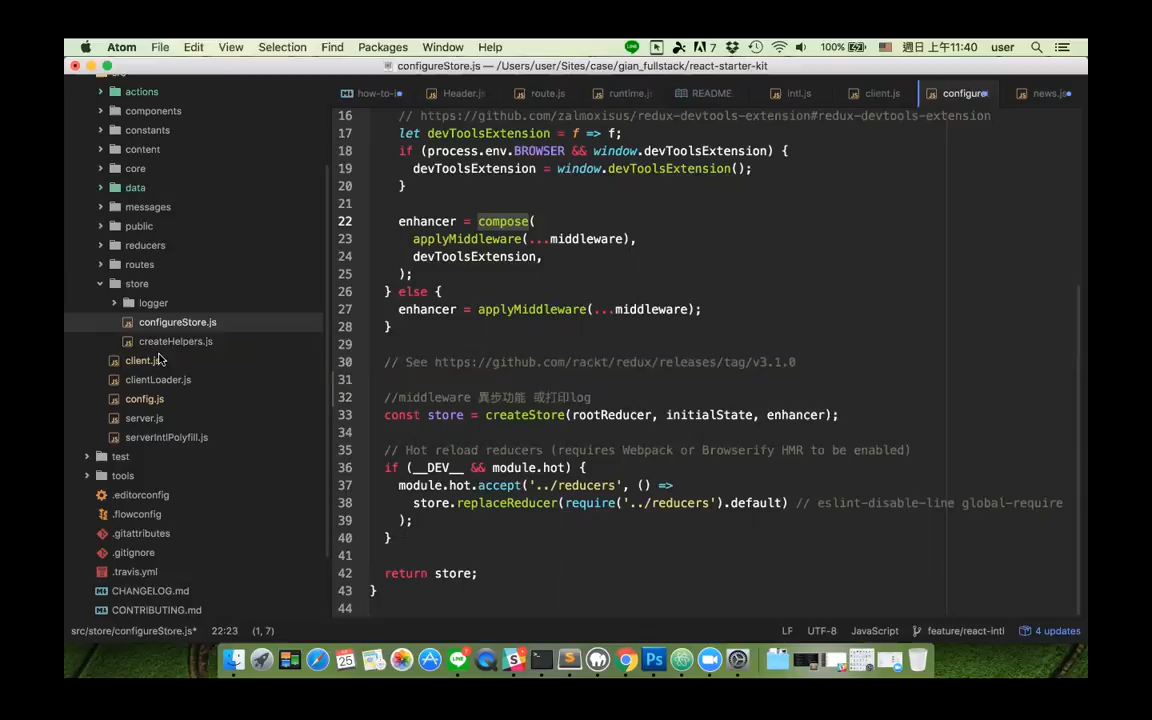 Atom File Edit View Selection Find Packages Window Help 7 100% 週日 上午11:40 user
configureStore.js — /Users/user/Sites/case/gian_fullstack/react-starter-kit
how-to-i Header.js route.js runtime.js README intl.js client.js configure news.js
src
actions
components
constants
content
core
data
messages
public
reducers
routes
store
logger
configureStore.js
createHelpers.js
client.js
clientLoader.js
config.js
server.js
serverIntlPolyfill.js
test
tools
.editorconfig
.flowconfig
.gitattributes
.gitignore
.travis.yml
CHANGELOG.md
CONTRIBUTING.md
16 // https://github.com/zalmoxisus/redux-devtools-extension#redux-devtools-extension
17 let devToolsExtension = f => f;
18 if (process.env.BROWSER && window.devToolsExtension) {
19 devToolsExtension = window.devToolsExtension();
20 }
21
22 enhancer = compose(
23 applyMiddleware(...middleware),
24 devToolsExtension,
25 );
26 } else {
27 enhancer = applyMiddleware(...middleware);
28 }
29
30 // See https://github.com/rackt/redux/releases/tag/v3.1.0
31
32 //middleware 異步功能 或打印log
33 const store = createStore(rootReducer, initialState, enhancer);
34
35 // Hot reload reducers (requires Webpack or Browserify HMR to be enabled)
36 if (__DEV__ && module.hot) {
37 module.hot.accept('../reducers', () =>
38 store.replaceReducer(require('../reducers').default) // eslint-disable-line global-require
39 );
40 }
41
42 return store;
43 }
44
src/store/configureStore.js* 22:23 (1, 7) LF UTF-8 JavaScript feature/react-intl 4 updates